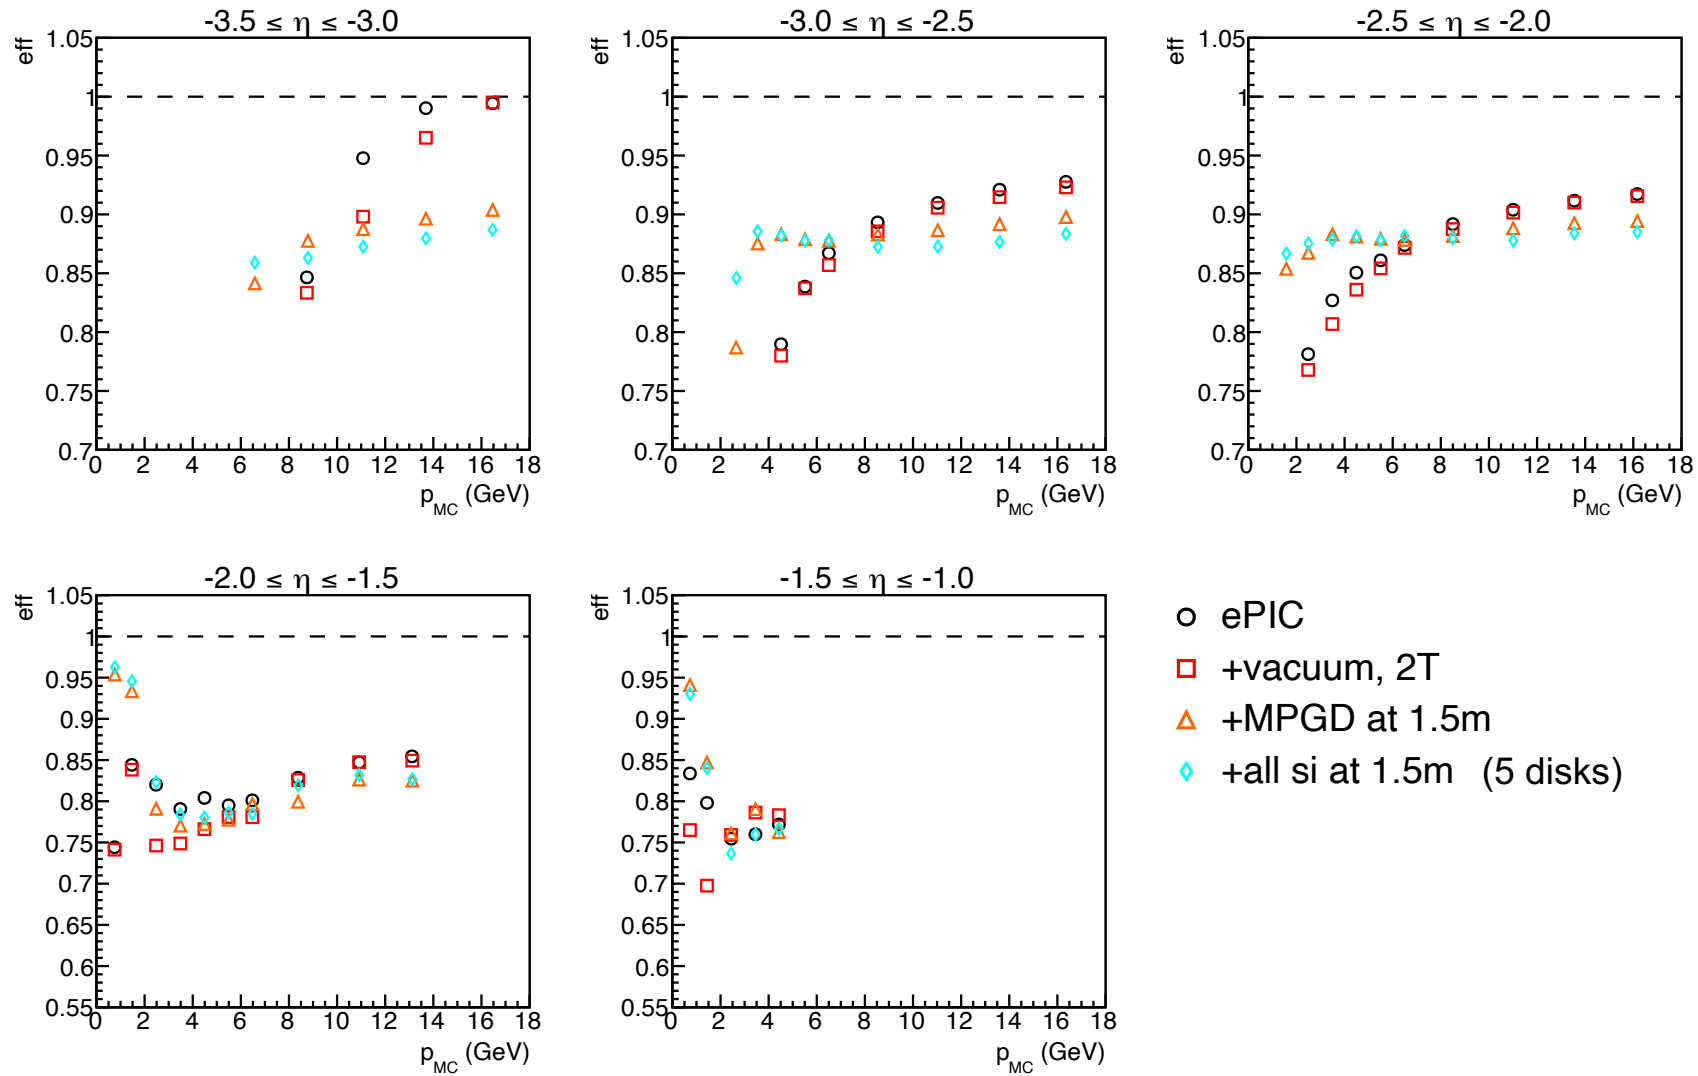 -3.5 ≤ η ≤ -3.0
eff
1.05
1
0.95
0.9
0.85
0.8
0.75
0.7
0 2 4 6 8 10 12 14 16 18
p_MC (GeV)
-3.0 ≤ η ≤ -2.5
eff
1.05
1
0.95
0.9
0.85
0.8
0.75
0.7
0 2 4 6 8 10 12 14 16 18
p_MC (GeV)
-2.5 ≤ η ≤ -2.0
eff
1.05
1
0.95
0.9
0.85
0.8
0.75
0.7
0 2 4 6 8 10 12 14 16 18
p_MC (GeV)
-2.0 ≤ η ≤ -1.5
eff
1.05
1
0.95
0.9
0.85
0.8
0.75
0.7
0.65
0.6
0.55
0 2 4 6 8 10 12 14 16 18
p_MC (GeV)
-1.5 ≤ η ≤ -1.0
eff
1.05
1
0.95
0.9
0.85
0.8
0.75
0.7
0.65
0.6
0.55
0 2 4 6 8 10 12 14 16 18
p_MC (GeV)
ePIC
+vacuum, 2T
+MPGD at 1.5m
+all si at 1.5m (5 disks)